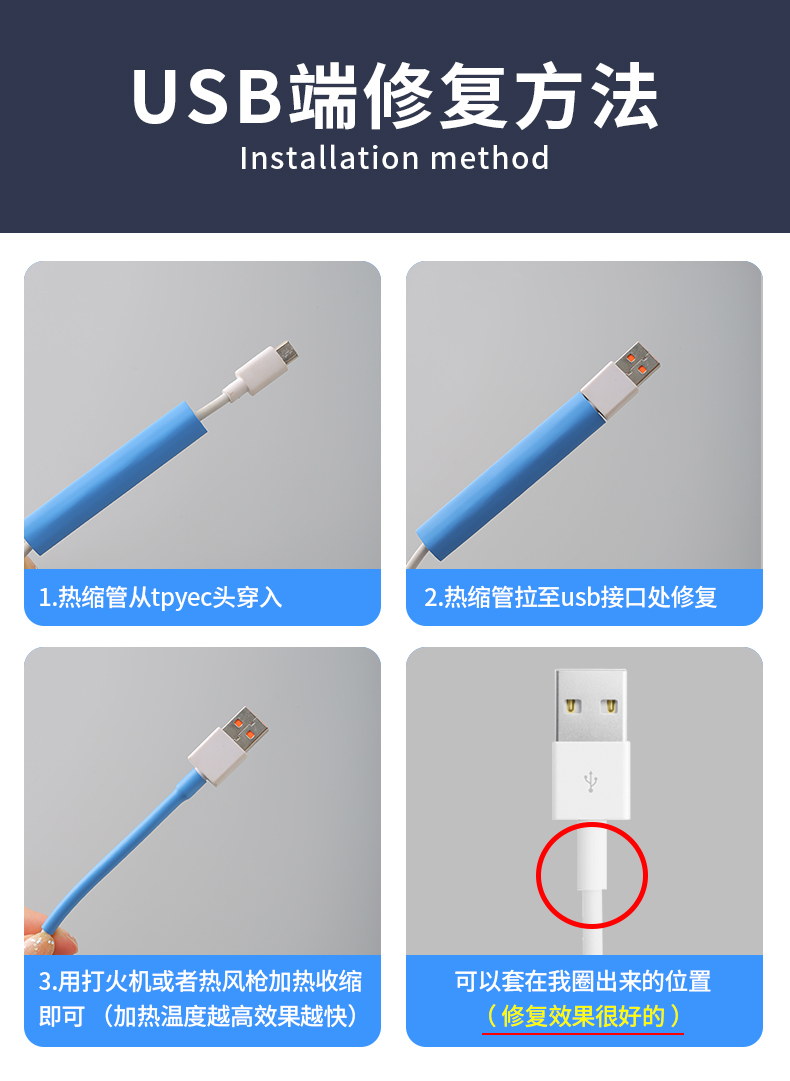 USB端修复方法
Installation method
1.热缩管从tpyec头穿入
2.热缩管拉至usb接口处修复
3.用打火机或者热风枪加热收缩
即可 （加热温度越高效果越快）
可以套在我圈出来的位置
（ 修复效果很好的 ）